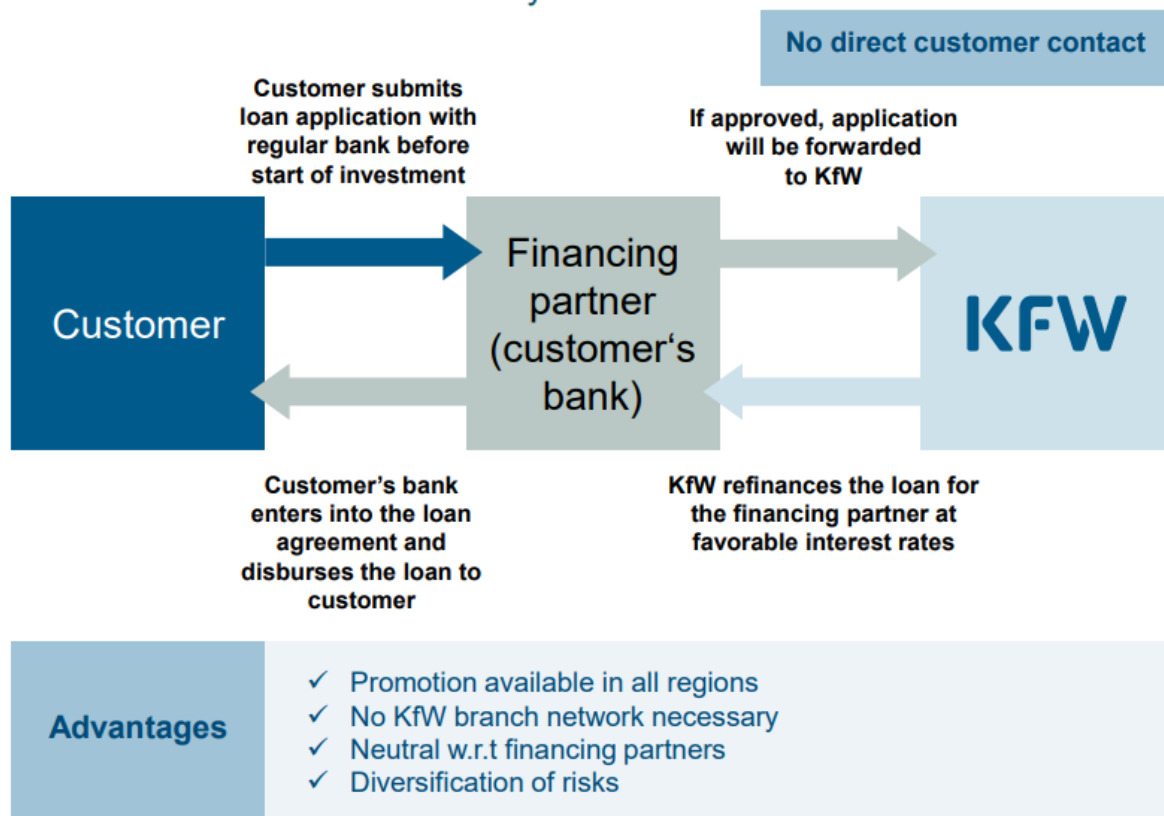 No direct customer contact
Customer submits
loan application with
regular bank before
start of investment
If approved, application
will be forwarded
to KfW
Customer
Financing
partner
(customer‘s
bank)
KFW
Customer’s bank
enters into the loan
agreement and
disburses the loan to
customer
KfW refinances the loan for
the financing partner at
favorable interest rates
Advantages
✓ Promotion available in all regions
✓ No KfW branch network necessary
✓ Neutral w.r.t financing partners
✓ Diversification of risks